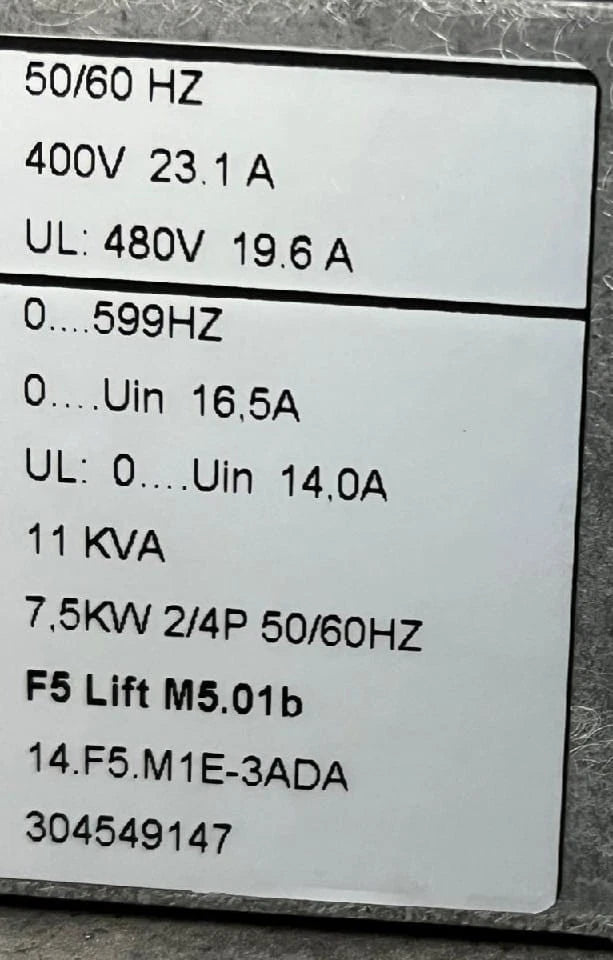 50/60 HZ
400V 23.1 A
UL: 480V 19.6 A
0....599HZ
0....Uin 16,5A
UL: 0....Uin 14,0A
11 KVA
7,5KW 2/4P 50/60HZ
F5 Lift M5.01b
14.F5.M1E-3ADA
304549147